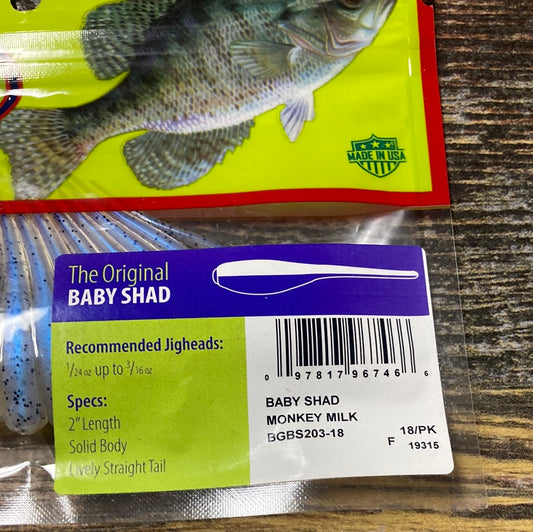 MADE IN USA
The Original
BABY SHAD
Recommended Jigheads:
1/24 oz up to 3/16 oz
Specs:
2" Length
Solid Body
Lively Straight Tail
0 97817 96746 6
BABY SHAD
MONKEY MILK
BGBS203-18
18/PK
F 19315